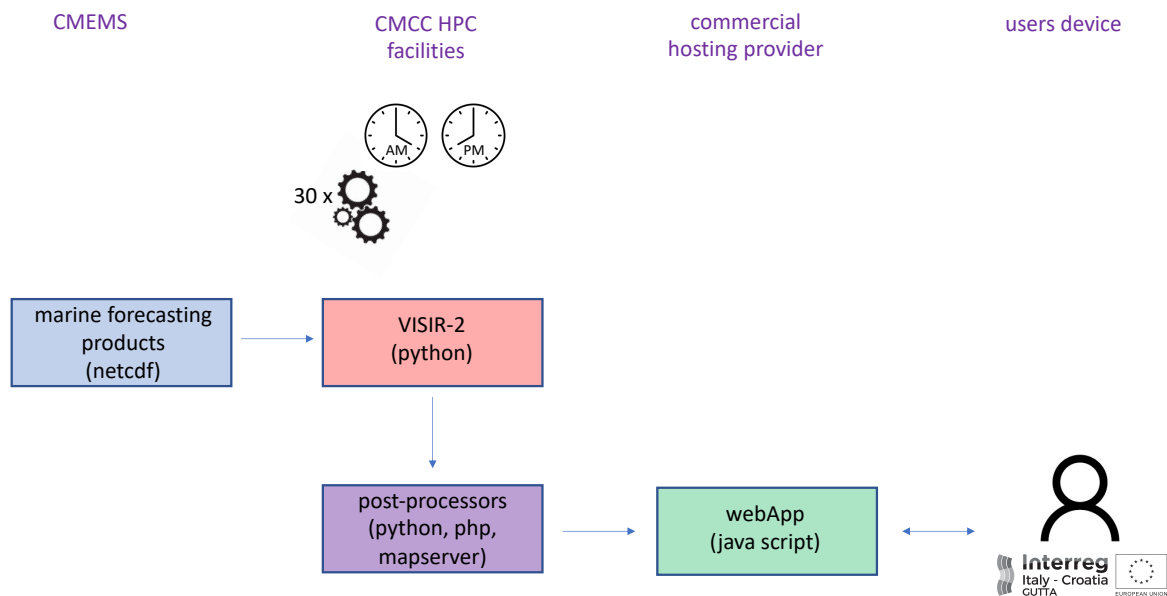 CMEMS
CMCC HPC
facilities
commercial
hosting provider
users device
AM
PM
30 x
marine forecasting
products
(netcdf)
VISIR-2
(python)
post-processors
(python, php,
mapserver)
webApp
(java script)
Interreg
Italy - Croatia
GUTTA
EUROPEAN UNION